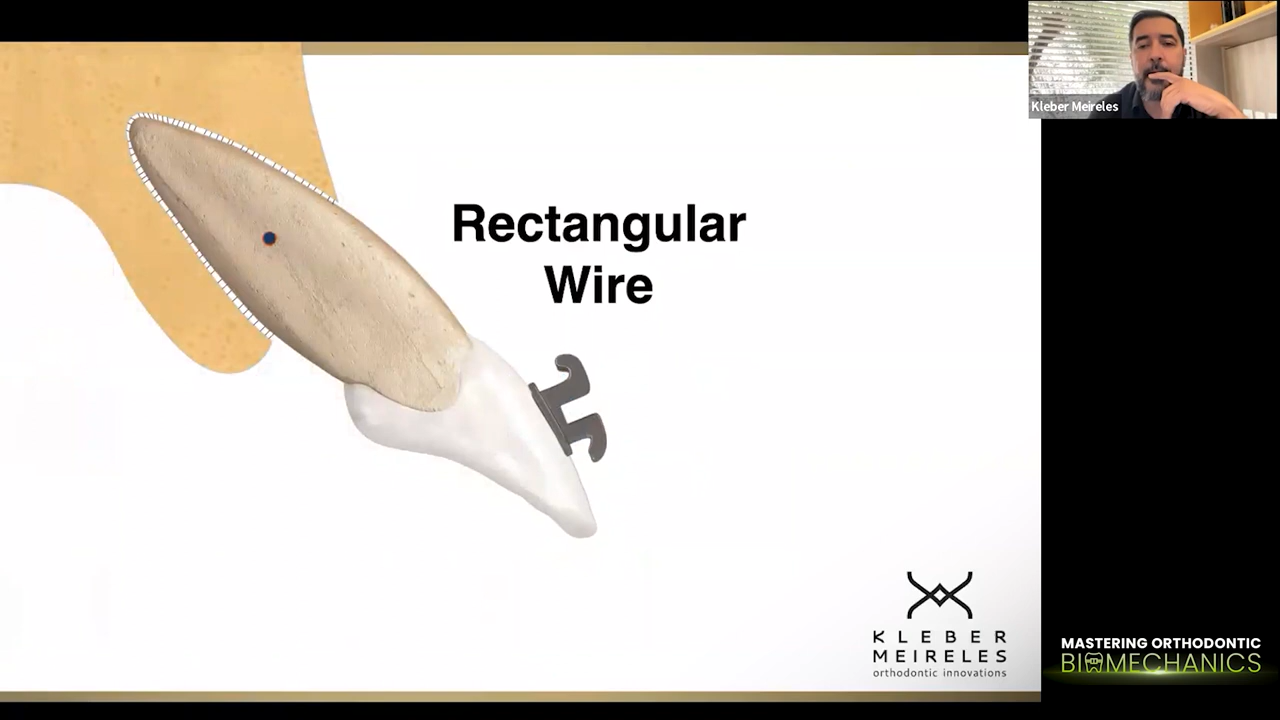 Kleber Meireles
Rectangular
Wire
KLEBER
MEIRELES
orthodontic innovations
MASTERING ORTHODONTIC
BIOMECHANICS